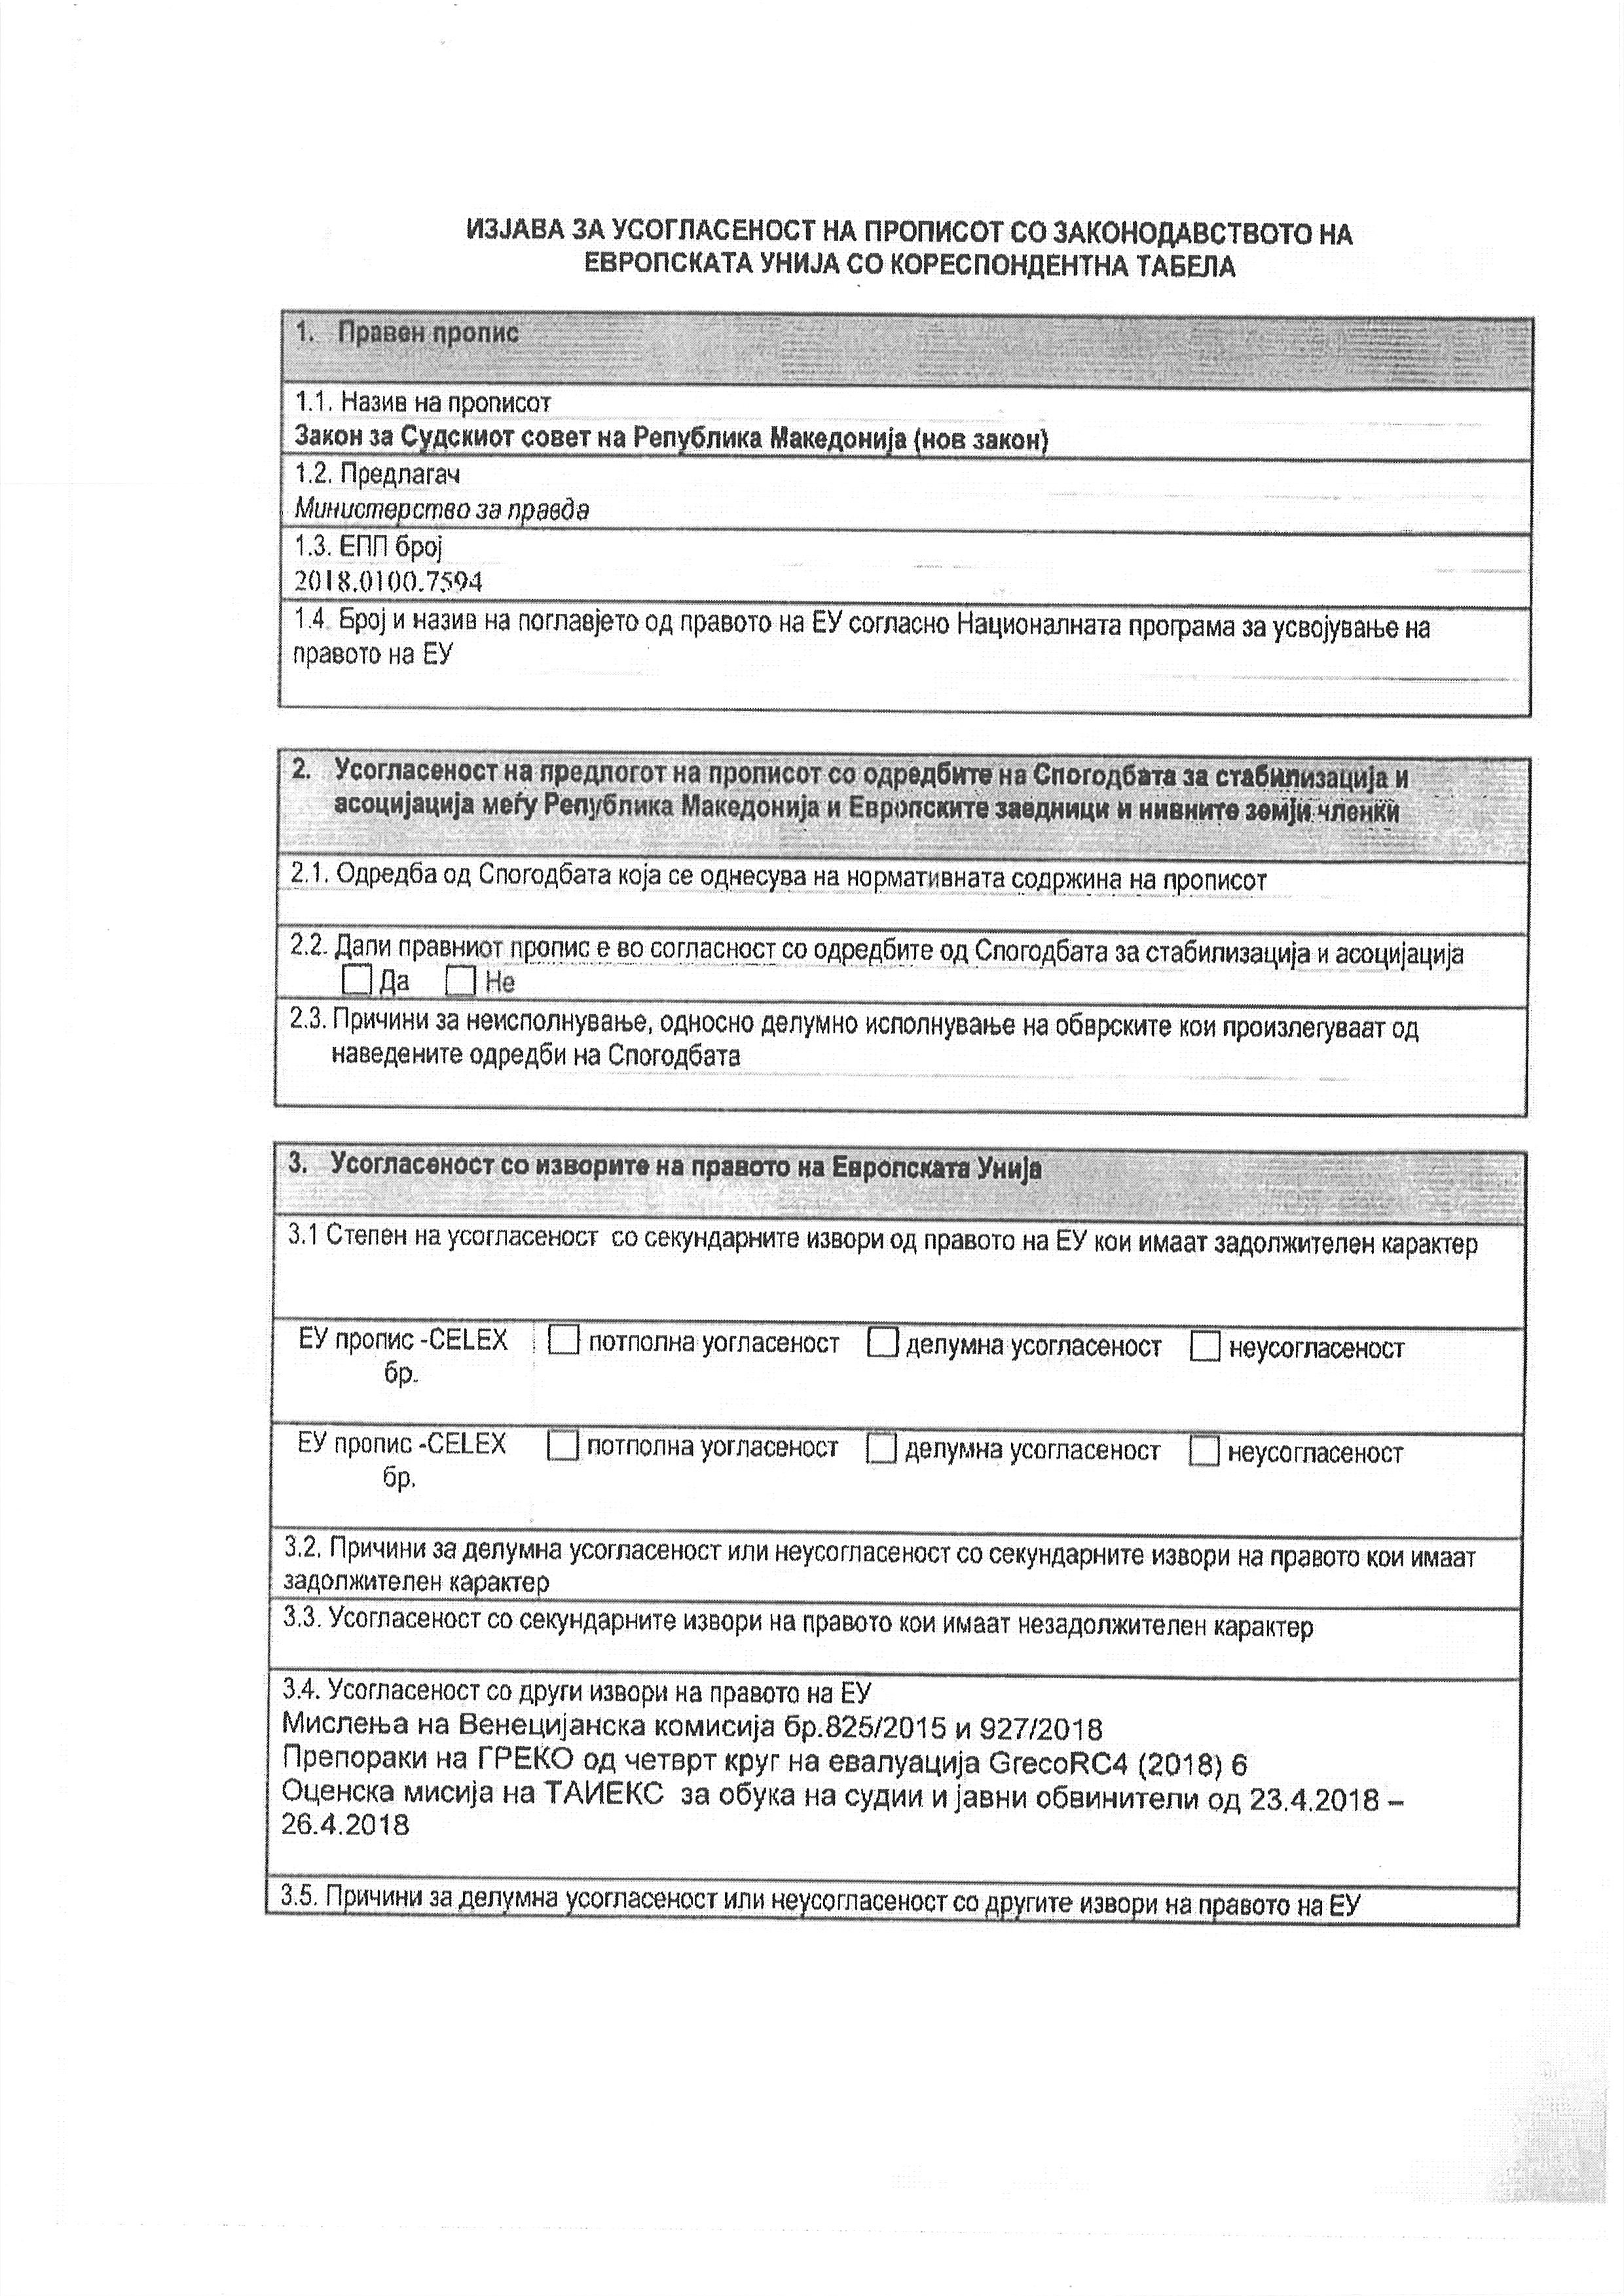 ИЗЈАВА ЗА УСОГЛАСЕНОСТ НА ПРОПИСОТ СО ЗАКОНОДАВСТВОТО НА
ЕВРОПСКАТА УНИЈА СО КОРЕСПОНДЕНТНА ТАБЕЛА
1. Правен пропис
1.1. Назив на прописот
Закон за Судскиот совет на Република Македонија (нов закон)
1.2. Предлагач
Министерство за правда
1.3. ЕПП број
2018.0100.7594
1.4. Број и назив на поглавјето од правото на ЕУ согласно Националната програма за усвојување на
правото на ЕУ
2. Усогласеност на предлогот на прописот со одредбите на Спогодбата за стабилизација и
асоцијација меѓу Република Македонија и Европските заедници и нивните земји членки
2.1. Одредба од Спогодбата која се однесува на нормативната содржина на прописот
2.2. Дали правниот пропис е во согласност со одредбите од Спогодбата за стабилизација и асоцијација
Да Не
2.3. Причини за неисполнување, односно делумно исполнување на обврските кои произлегуваат од
наведените одредби на Спогодбата
3. Усогласеност со изворите на правото на Европската Унија
3.1 Степен на усогласеност со секундарните извори од правото на ЕУ кои имаат задолжителен карактер
ЕУ пропис -CELEX потполна уогласеност делумна усогласеност неусогласеност
бр.
ЕУ пропис -CELEX потполна уогласеност делумна усогласеност неусогласеност
бр.
3.2. Причини за делумна усогласеност или неусогласеност со секундарните извори на правото кои имаат
задолжителен карактер
3.3. Усогласеност со секундарните извори на правото кои имаат незадолжителен карактер
3.4. Усогласеност со други извори на правото на ЕУ
Мислења на Венецијанска комисија бр.825/2015 и 927/2018
Препораки на ГРЕКО од четврт круг на евалуација GrecoRC4 (2018) 6
Оценска мисија на ТАИЕКС за обука на судии и јавни обвинители од 23.4.2018 –
26.4.2018
3.5. Причини за делумна усогласеност или неусогласеност со другите извори на правото на ЕУ